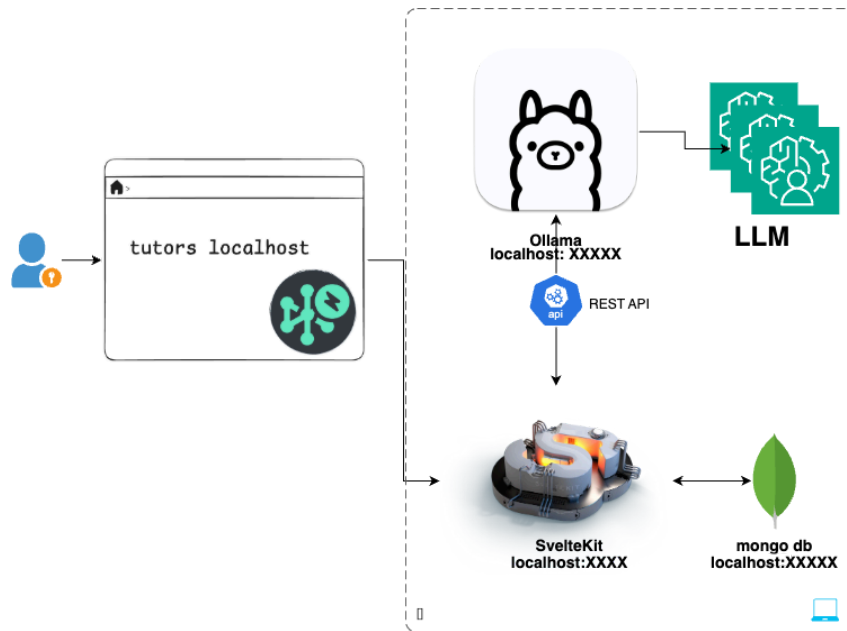 tutors localhost
Ollama
localhost: XXXXX
LLM
api
REST API
SvelteKit
localhost:XXXX
mongo db
localhost:XXXXX